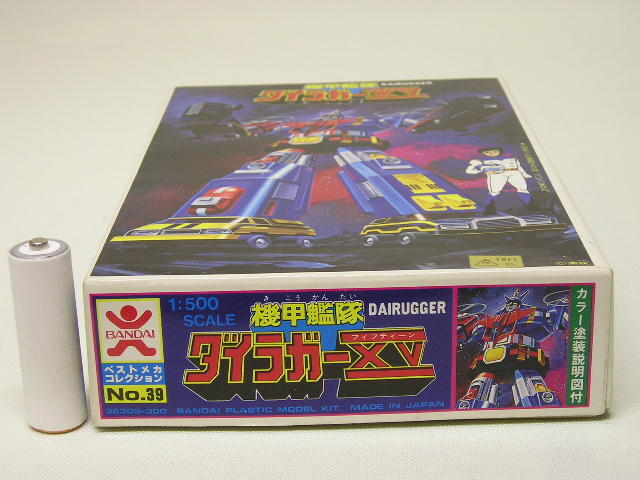 機甲艦隊 DAIRUGGER
ダイラガーXV
BANDAI
ベストメカ
コレクション
No.39
1:500
SCALE
きこうかんたい
機甲艦隊 DAIRUGGER
フィフティーン
ダイラガーXV
36309-300 BANDAI PLASTIC MODEL KIT. MADE IN JAPAN
カラー塗装説明図付